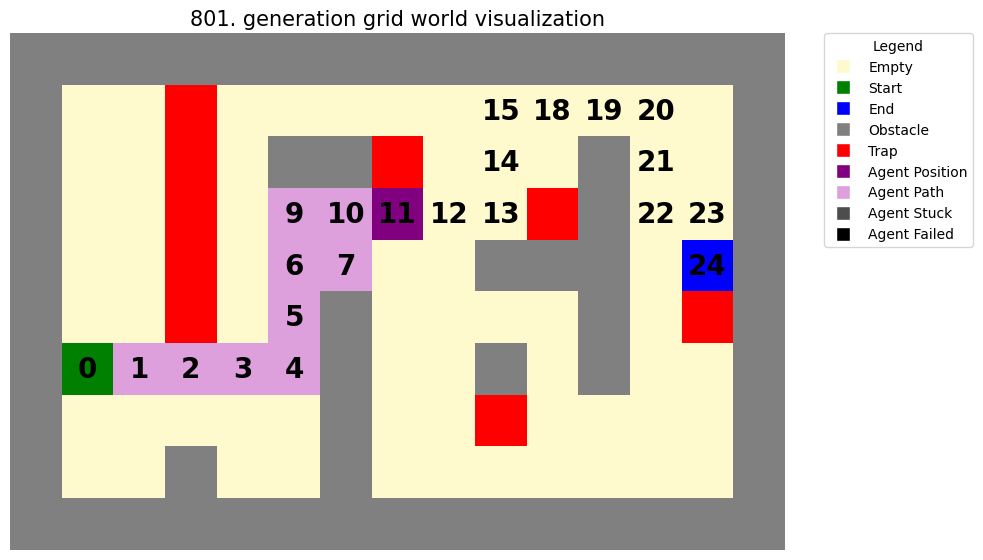 801. generation grid world visualization
15 18 19 20
14 21
9 10 11 12 13 22 23
6 7 24
5
0 1 2 3 4
Legend
Empty
Start
End
Obstacle
Trap
Agent Position
Agent Path
Agent Stuck
Agent Failed